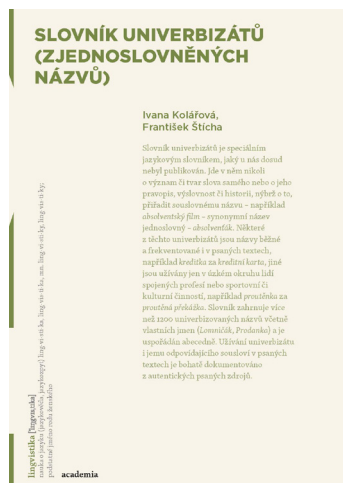 SLOVNÍK UNIVERBIZÁTŮ
(ZJEDNOSLOVNĚNÝCH
NÁZVŮ)
Ivana Kolářová,
František Štícha
Slovník univerbizátů je speciálním
jazykovým slovníkem, jaký u nás dosud
nebyl publikován. Jde v něm nikoli
o význam či tvar slova samého nebo o jeho
pravopis, výslovnost či historii, nýbrž o to,
přiřadit souslovnému názvu – například
absolventský film – synonymní název
jednoslovný – absolventák. Některé
z těchto univerbizátů jsou názvy běžné
a frekventované i v psaných textech,
například kreditka za kreditní karta, jiné
jsou užívány jen v úzkém okruhu lidí
spojených profesí nebo sportovní či
kulturní činností, například proutěnka za
proutěná překážka. Slovník zahrnuje více
než 1200 univerbizovaných názvů včetně
vlastních jmen (Lomničák, Prodanka) a je
uspořádán abecedně. Užívání univerbizátu
i jemu odpovídajícího sousloví v psaných
textech je bohatě dokumentováno
z autentických psaných zdrojů.
lingvistika [lingvɪstɪka]
academia